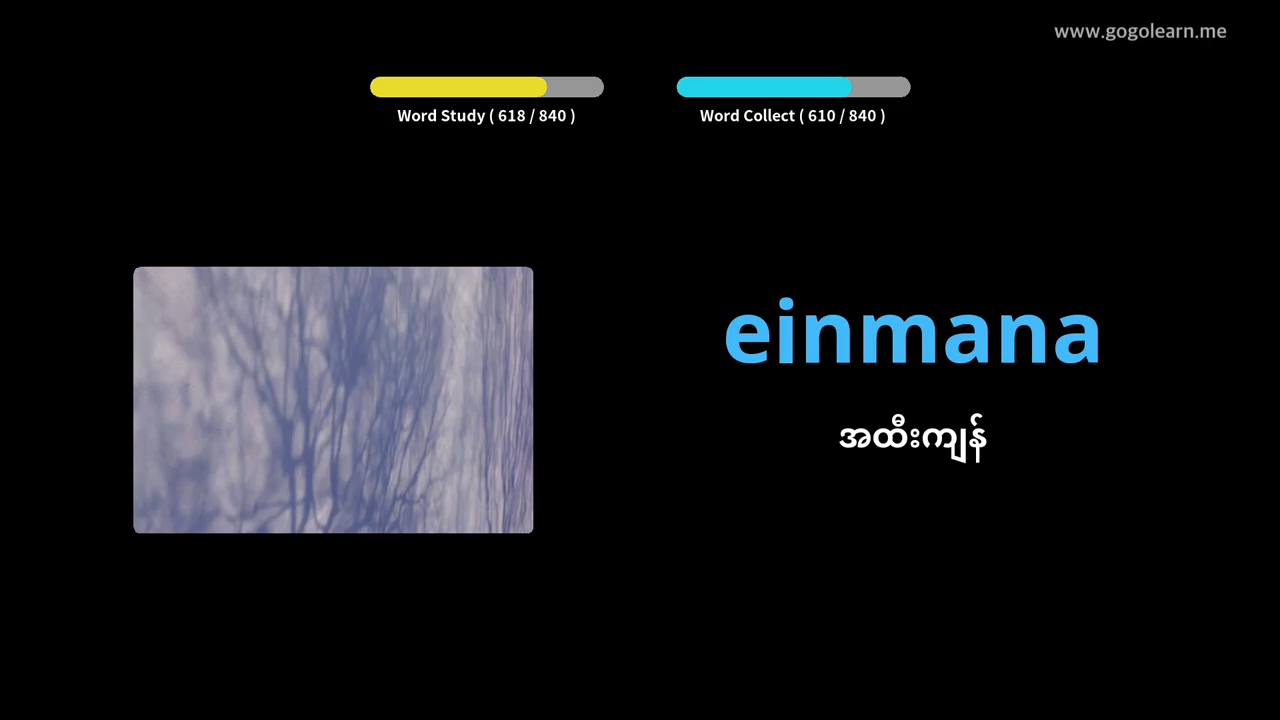 www.gogolearn.me
Word Study ( 618 / 840 )
Word Collect ( 610 / 840 )
einmana
အထီးကျန်